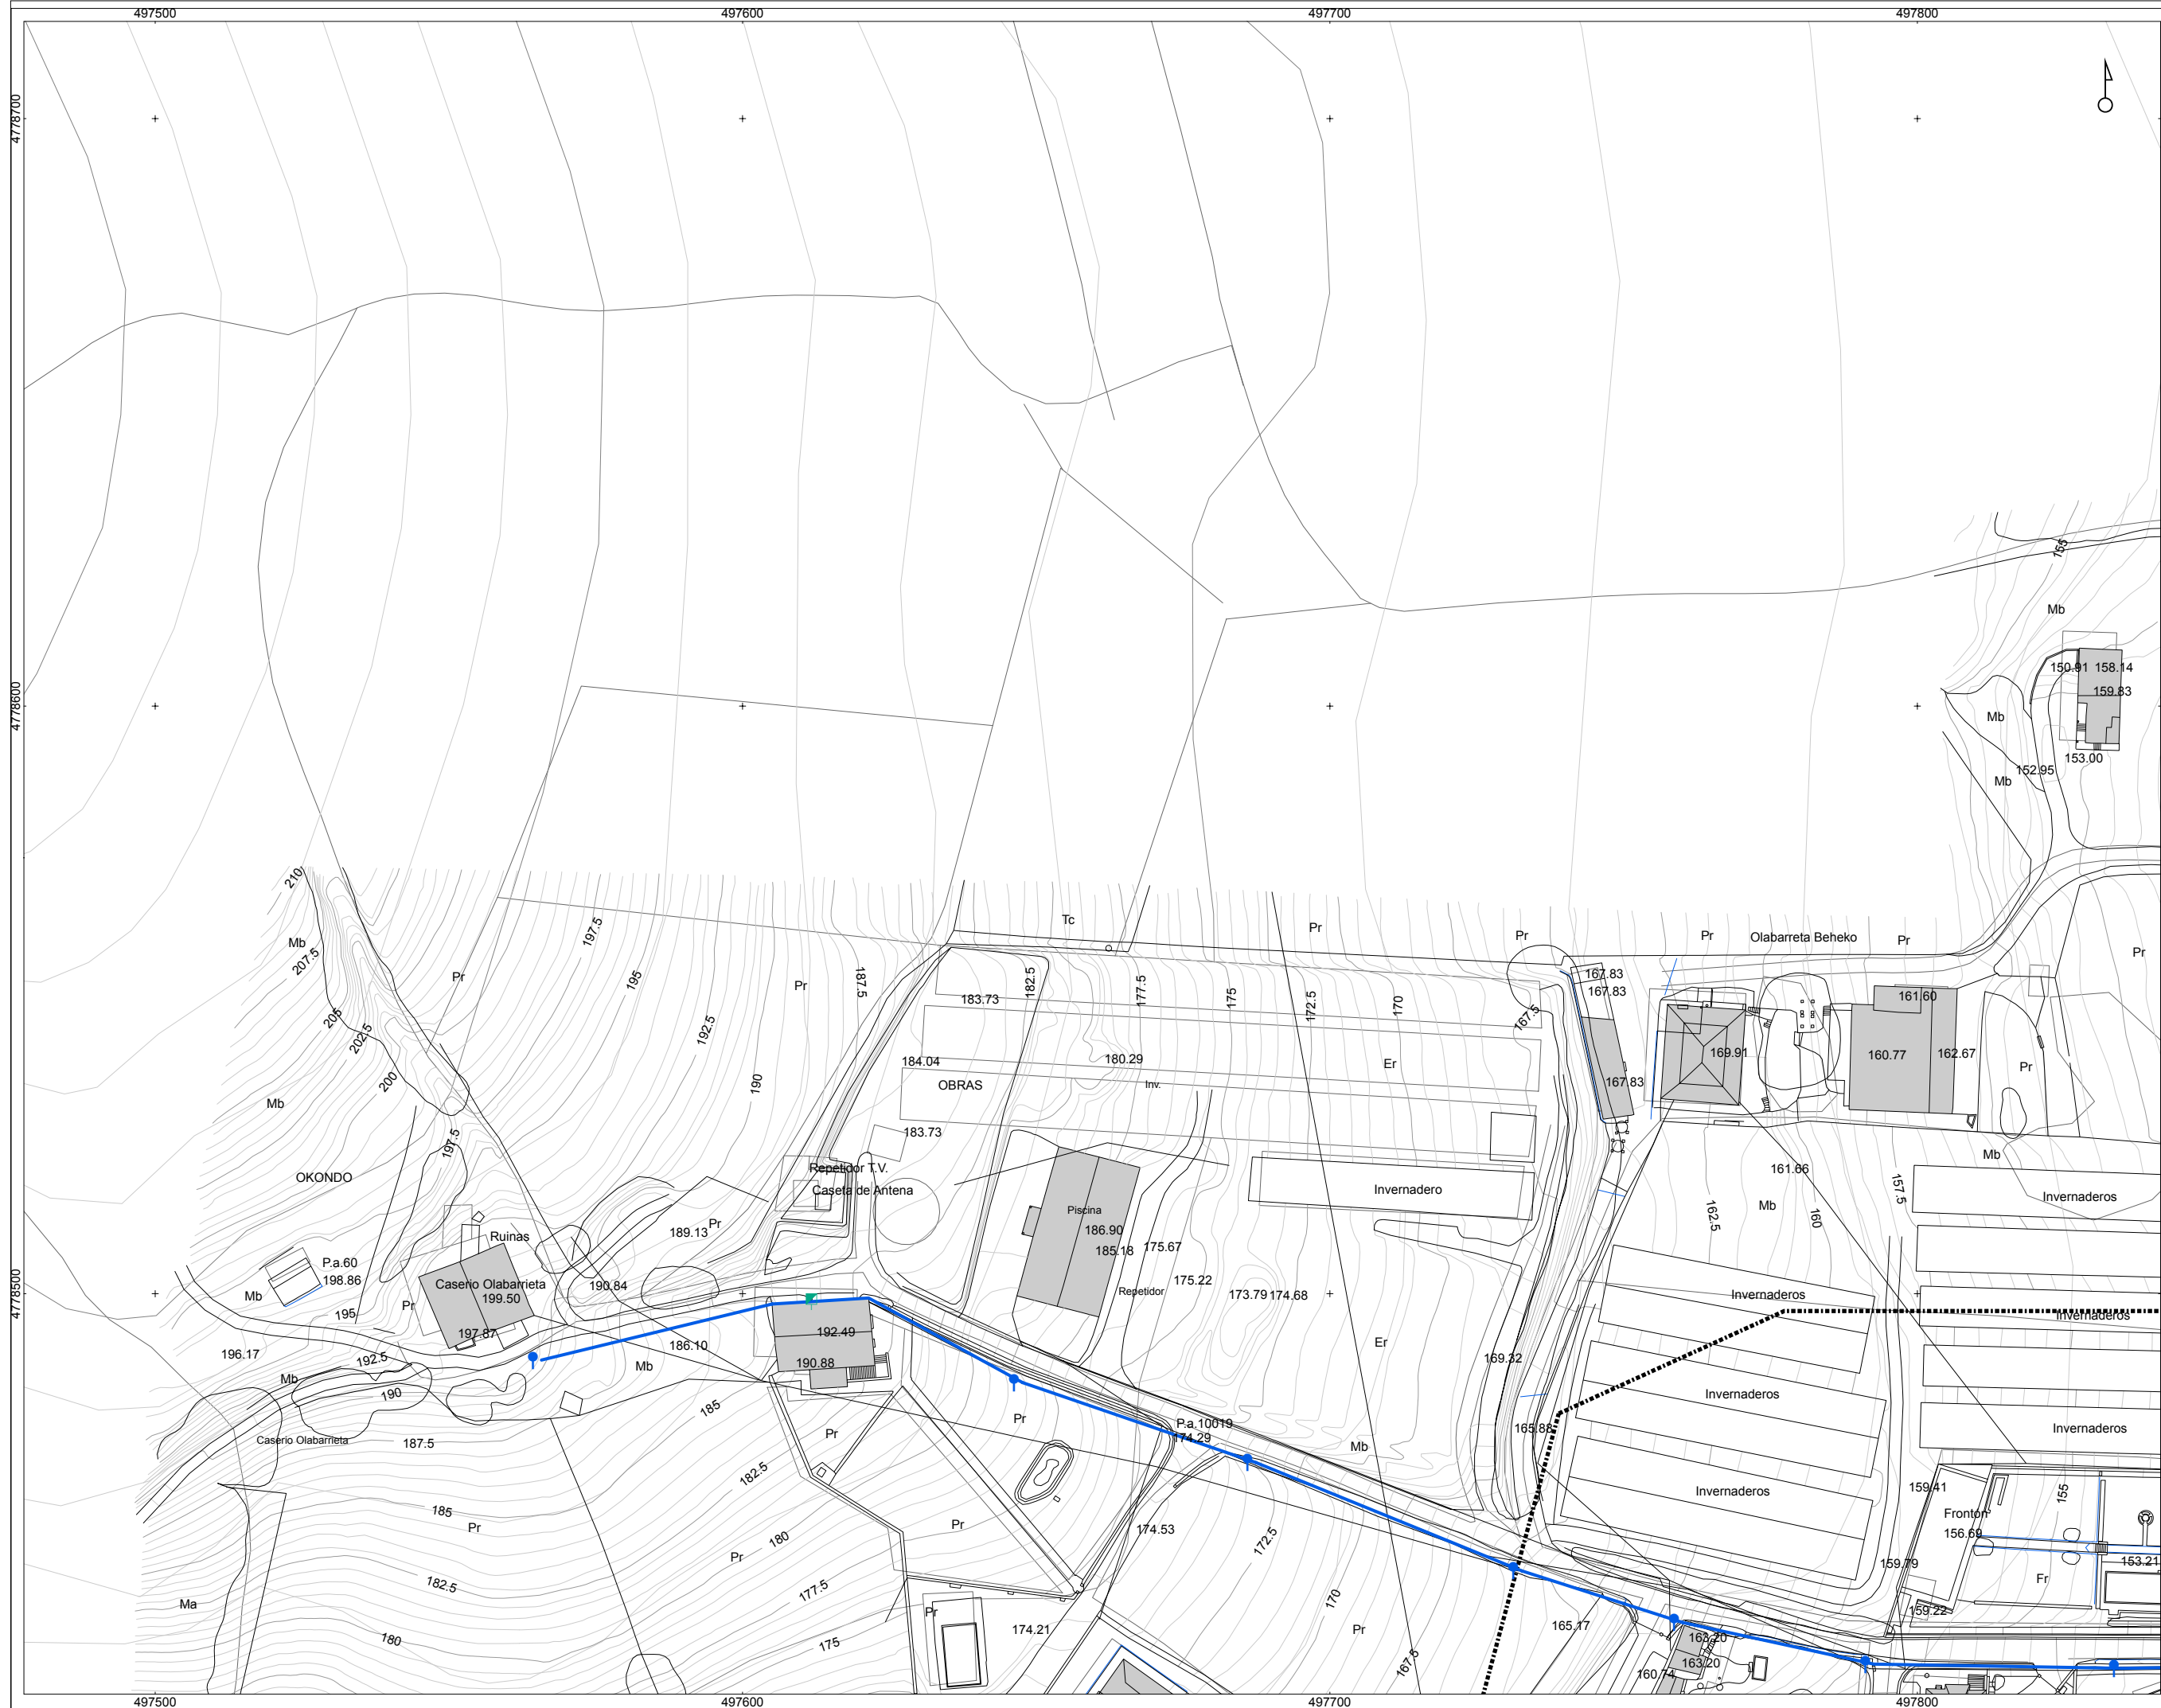 497500 497600 497700 497800
4778700
155
Mb
4778600
150.91 158.14
159.83
Mb
153.00
152.95
Mb
210
Tc
197.5
Pr
Pr
Pr
Olabarreta Beheko
Pr
Mb
Pr
207.5
Pr
195
Pr
187.5
182.5
177.5
175
172.5
170
167.83
167.83
183.73
161.60
205
202.5
192.5
167.5
184.04
180.29
Er
169.91
160.77
162.67
Pr
200
190
OBRAS
Inv.
167.83
Mb
197.5
183.73
Mb
OKONDO
Repetidor T.V.
Caseta de Antena
Invernadero
161.66
157.5
Invernaderos
Piscina
186.90
185.18
175.67
162.5
Mb
160
189.13
Pr
Ruinas
P.a.60
198.86
Caserio Olabarrieta
199.50
190.84
175.22
Repetidor
173.79
174.68
Invernaderos
4778500
Mb
Pr
195
Invernaderos
197.87
192.49
186.10
Er
196.17
192.5
190.88
Mb
169.32
Mb
190
185
Invernaderos
Pr
P.a.10019
174.29
165.88
Invernaderos
Caserio Olabarrieta
187.5
Pr
Mb
182.5
159.41
155
Invernaderos
185
Pr
Pr
Frontón
156.69
180
174.53
172.5
Pr
159.79
153.21
182.5
177.5
Fr
Ma
170
Pr
159.22
174.21
Pr
165.17
180
175
163.20
167.5
163.20
160.74
497500 497600 497700 497800